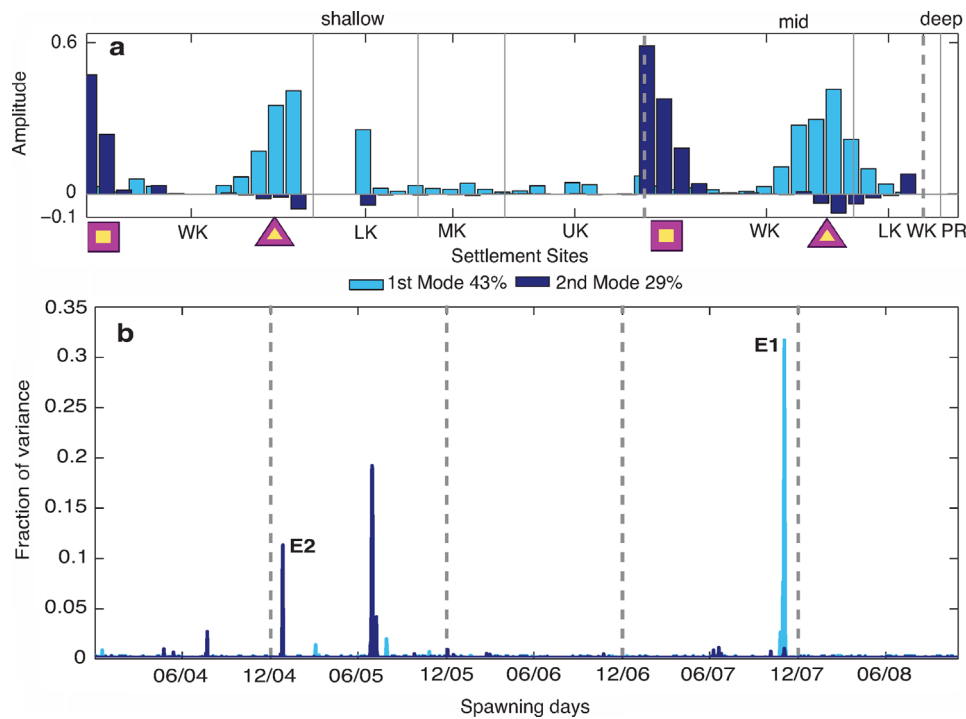 shallow mid deep
a
0.6
0
−0.1
Amplitude
WK LK MK UK WK LK WK PR
Settlement Sites
1st Mode 43% 2nd Mode 29%
b
0.35
0.3
0.25
0.2
0.15
0.1
0.05
0
Fraction of variance
E1
E2
06/04 12/04 06/05 12/05 06/06 12/06 06/07 12/07 06/08
Spawning days